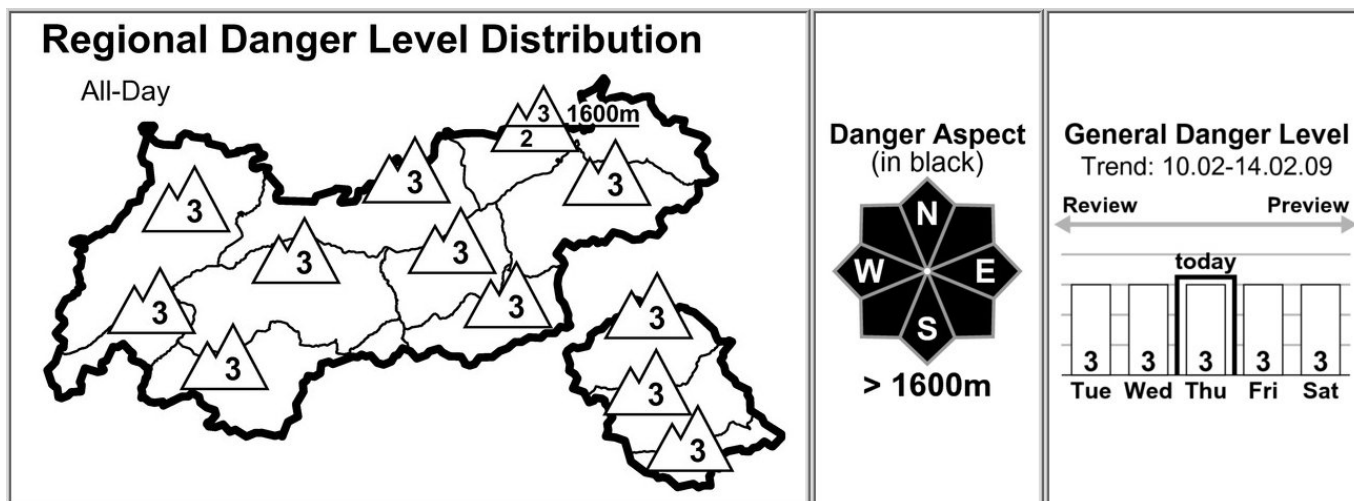 Regional Danger Level Distribution
All-Day
3
1600m
2
3
3
3
3
3
3
3
3
3
3
3
3
Danger Aspect
(in black)
N
W
E
S
> 1600m
General Danger Level
Trend: 10.02-14.02.09
Review
Preview
today
3 3 3 3 3
Tue Wed Thu Fri Sat